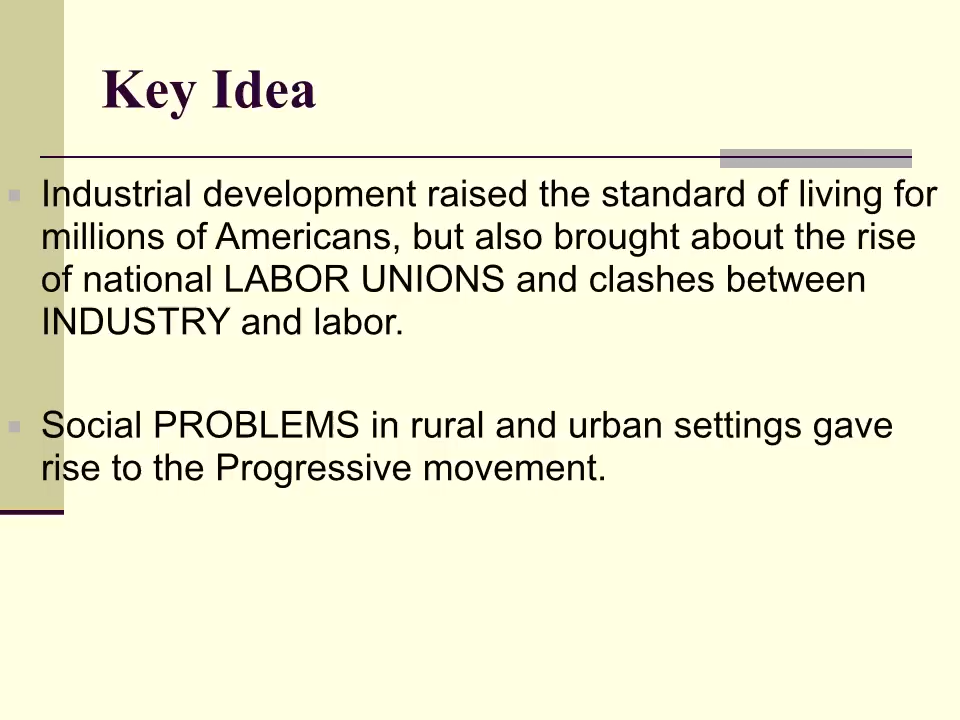 Key Idea
Industrial development raised the standard of living for
millions of Americans, but also brought about the rise
of national LABOR UNIONS and clashes between
INDUSTRY and labor.
Social PROBLEMS in rural and urban settings gave
rise to the Progressive movement.